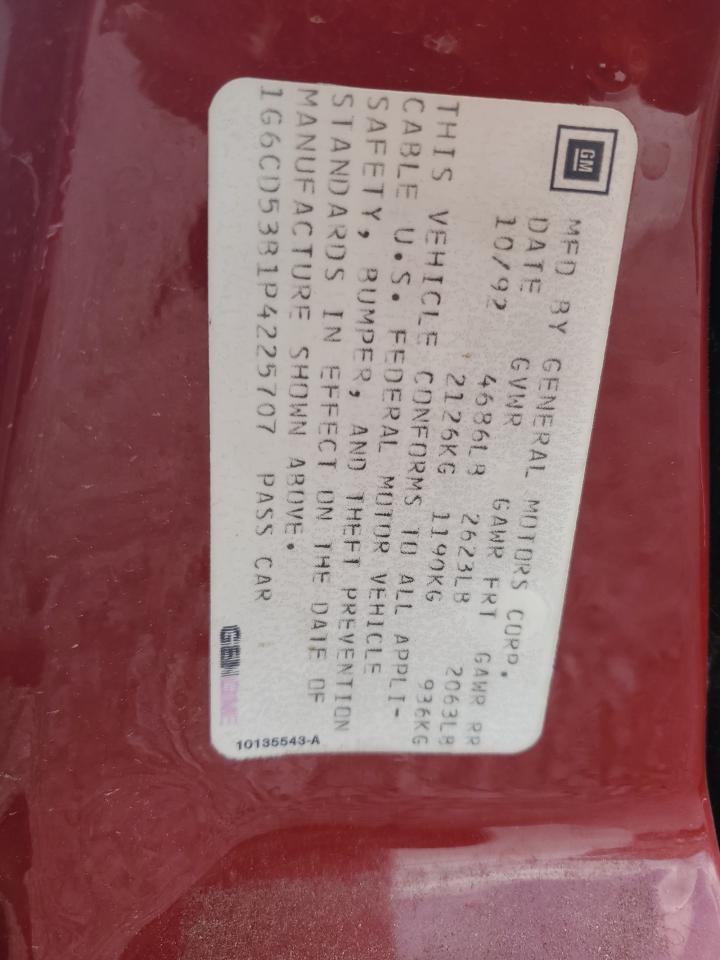 GM
MFD BY GENERAL MOTORS CORP.
DATE GVWR GAWR FRT GAWR RR
10/92 4686LB 2623LB 2063LB
2126KG 1190KG 936KG
THIS VEHICLE CONFORMS TO ALL APPLI-
CABLE U.S. FEDERAL MOTOR VEHICLE
SAFETY, BUMPER, AND THEFT PREVENTION
STANDARDS IN EFFECT ON THE DATE OF
MANUFACTURE SHOWN ABOVE.
1G6CD53B1P4225707 PASS CAR
10135543-A